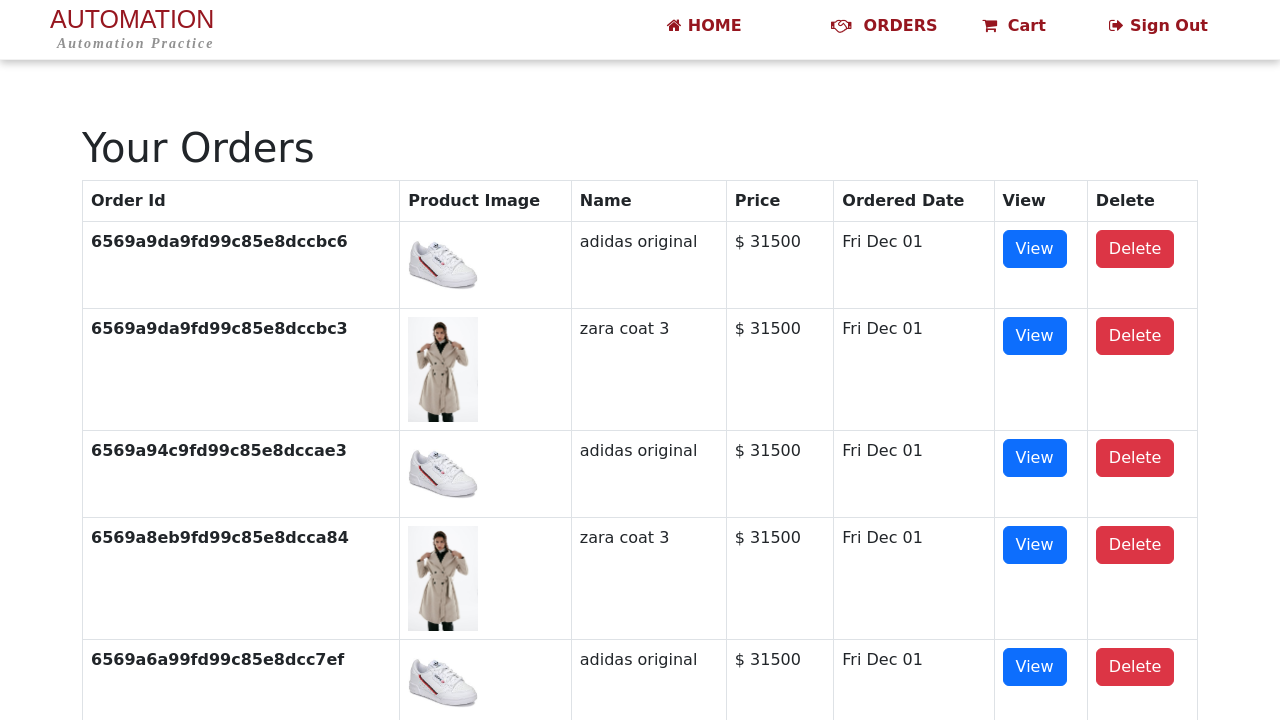 AUTOMATION
Automation Practice
HOME ORDERS Cart Sign Out
Your Orders
Order Id Product Image Name Price Ordered Date View Delete
6569a9da9fd99c85e8dccbc6 adidas original $ 31500 Fri Dec 01 View Delete
6569a9da9fd99c85e8dccbc3 zara coat 3 $ 31500 Fri Dec 01 View Delete
6569a94c9fd99c85e8dccae3 adidas original $ 31500 Fri Dec 01 View Delete
6569a8eb9fd99c85e8dcca84 zara coat 3 $ 31500 Fri Dec 01 View Delete
6569a6a99fd99c85e8dcc7ef adidas original $ 31500 Fri Dec 01 View Delete